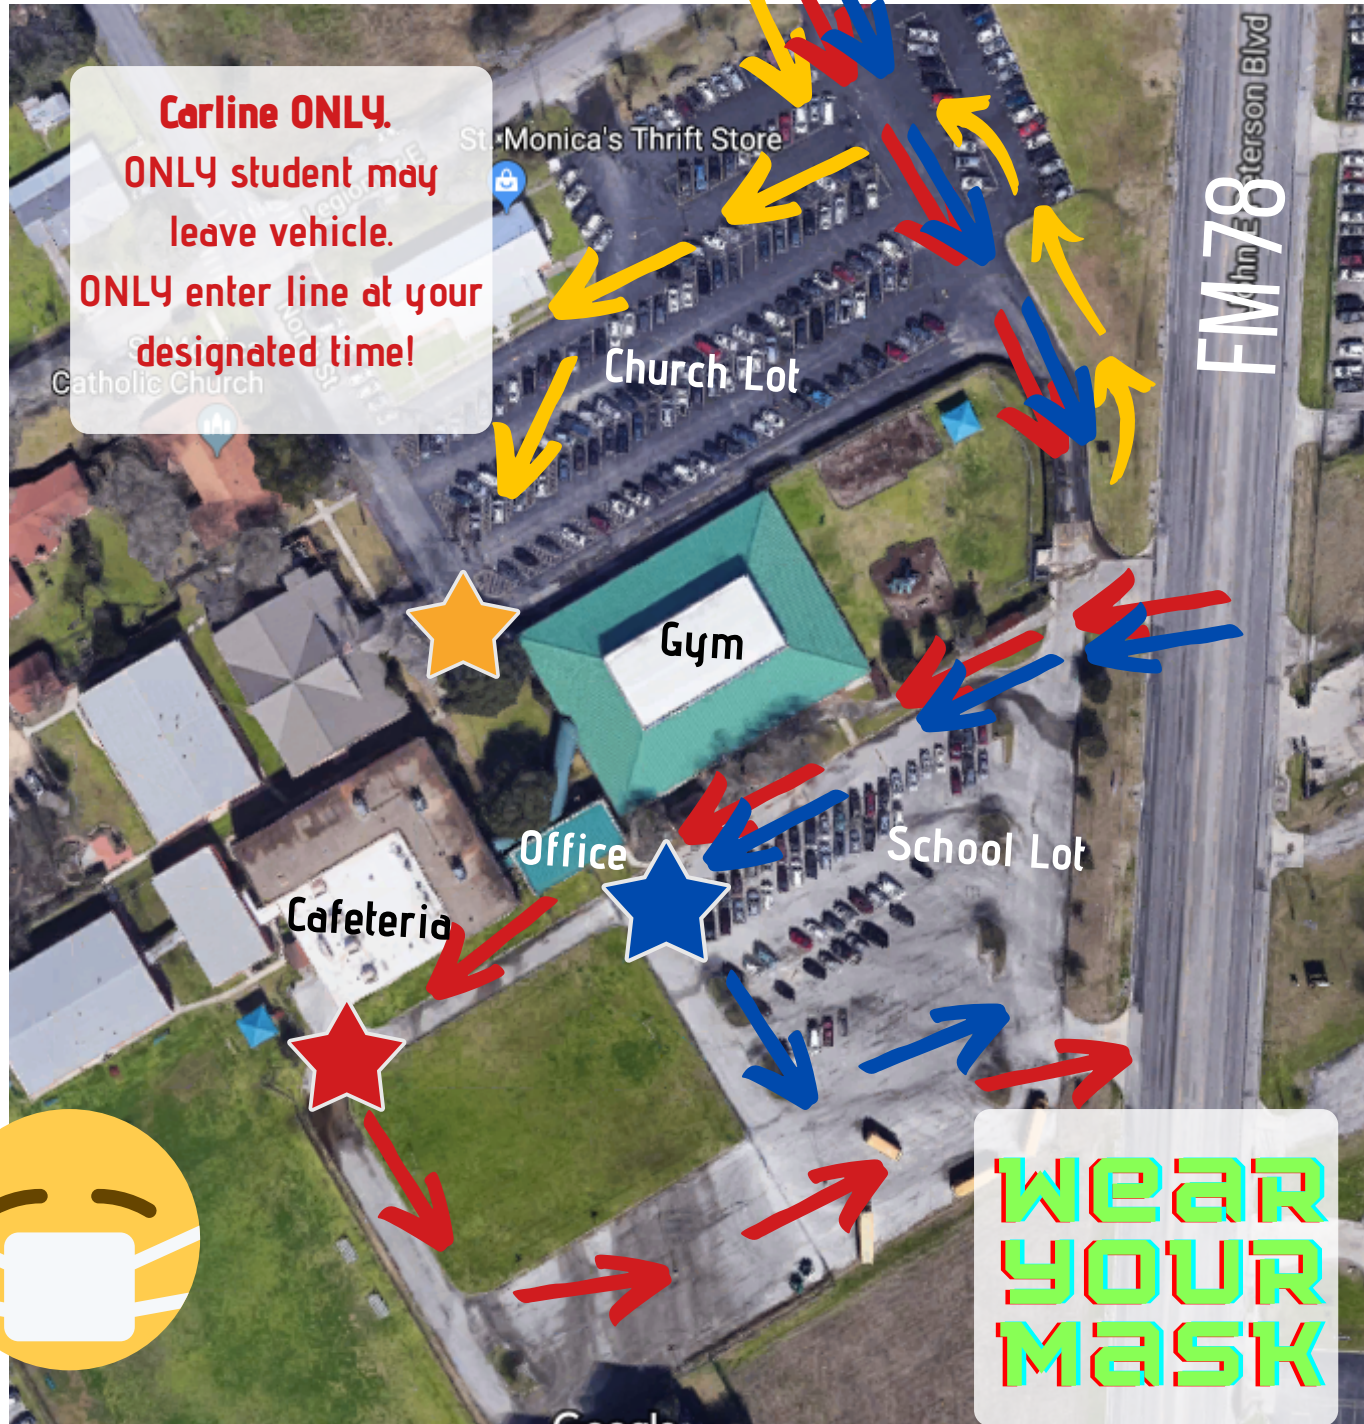 Carline ONLY.
ONLY student may
leave vehicle.
ONLY enter line at your
designated time!
St. Monica's Thrift Store
Catholic Church
Church Lot
FM 78
Gym
Office
School Lot
Cafeteria
WEAR
YOUR
MASK
Google